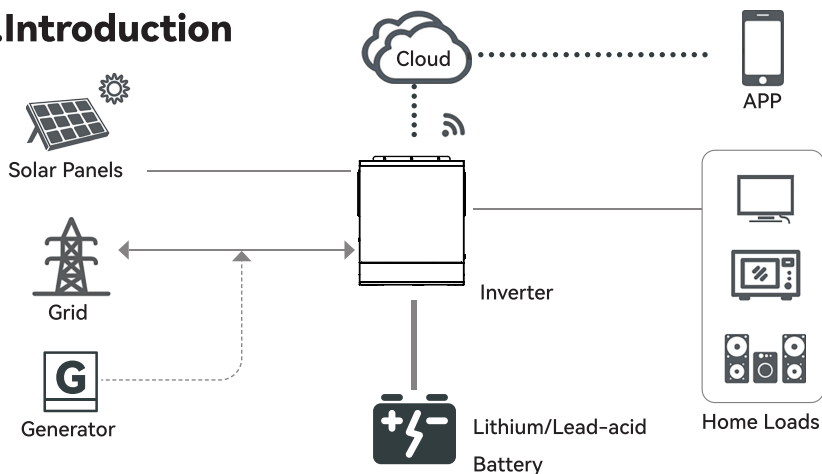 .Introduction
Cloud
APP
Solar Panels
Grid
Inverter
G
Generator
Home Loads
Lithium/Lead-acid
Battery